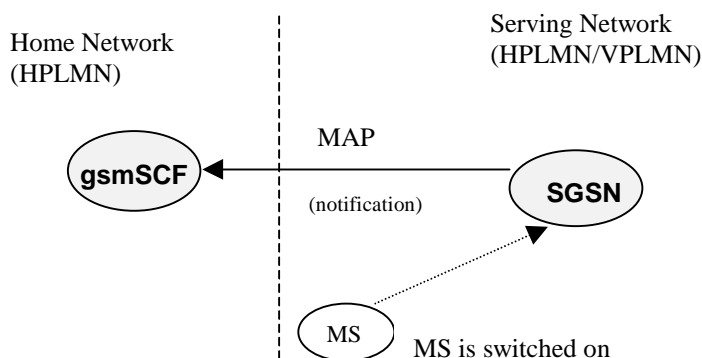 Home Network
(HPLMN)
Serving Network
(HPLMN/VPLMN)
MAP
gsmSCF
(notification)
SGSN
MS
MS is switched on